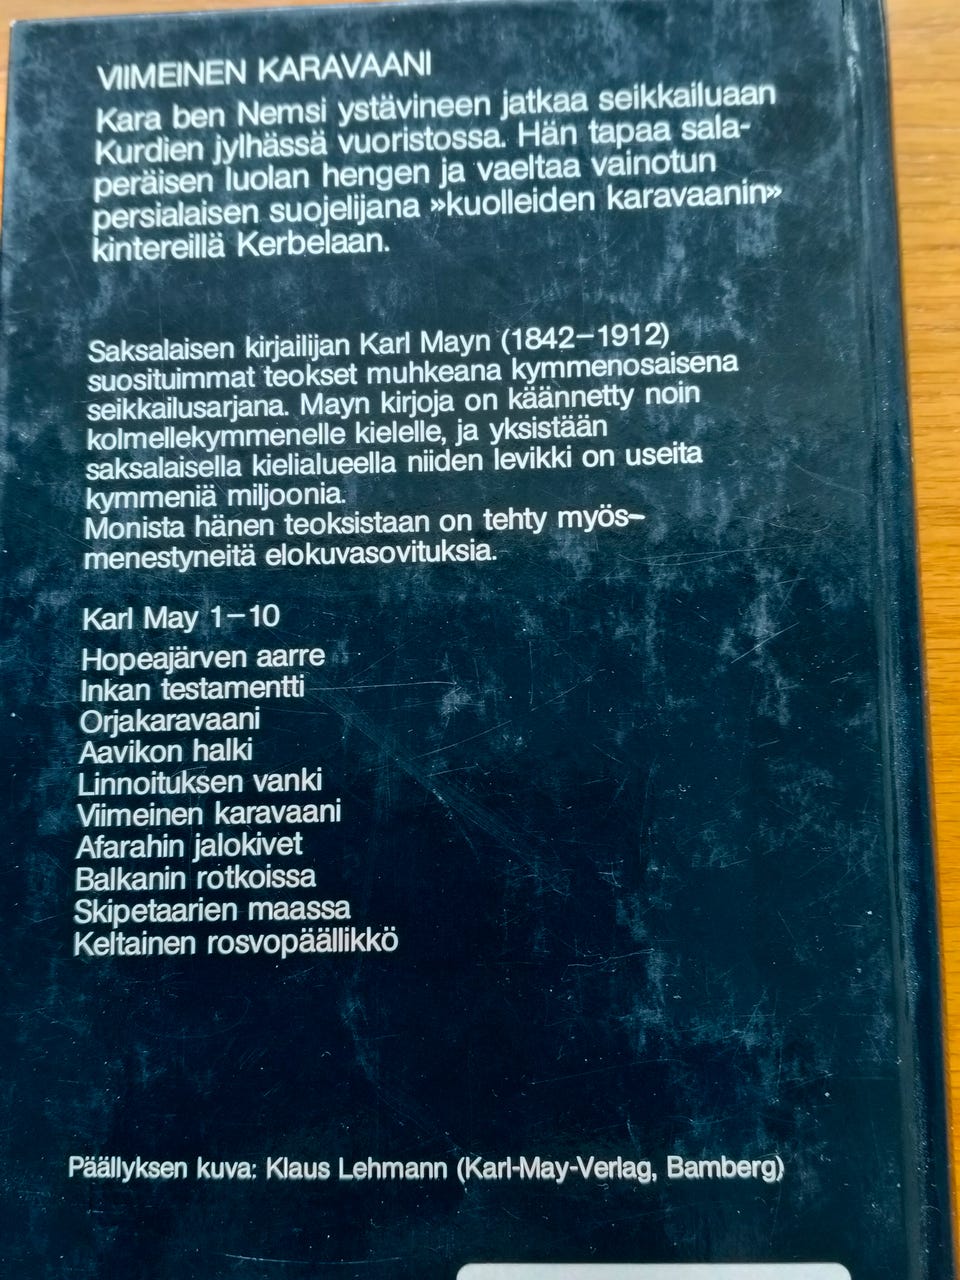 VIIMEINEN KARAVAANI
Kara ben Nemsi ystävineen jatkaa seikkailuaan
Kurdien jylhässä vuoristossa. Hän tapaa sala-
peräisen luolan hengen ja vaeltaa vainotun
persialaisen suojelijana »kuolleiden karavaanin»
kintereillä Kerbelaan.
Saksalaisen kirjailijan Karl Mayn (1842–1912)
suosituimmat teokset muhkeana kymmenosaisena
seikkailusarjana. Mayn kirjoja on käännetty noin
kolmellekymmenelle kielelle, ja yksistään
saksalaisella kielialueella niiden levikki on useita
kymmeniä miljoonia.
Monista hänen teoksistaan on tehty myös–
menestyneitä elokuvasovituksia.
Karl May 1–10
Hopeajärven aarre
Inkan testamentti
Orjakaravaani
Aavikon halki
Linnoituksen vanki
Viimeinen karavaani
Afarahin jalokivet
Balkanin rotkoissa
Skipetaarien maassa
Keltainen rosvopäällikkö
Päällyksen kuva: Klaus Lehmann (Karl-May-Verlag, Bamberg)